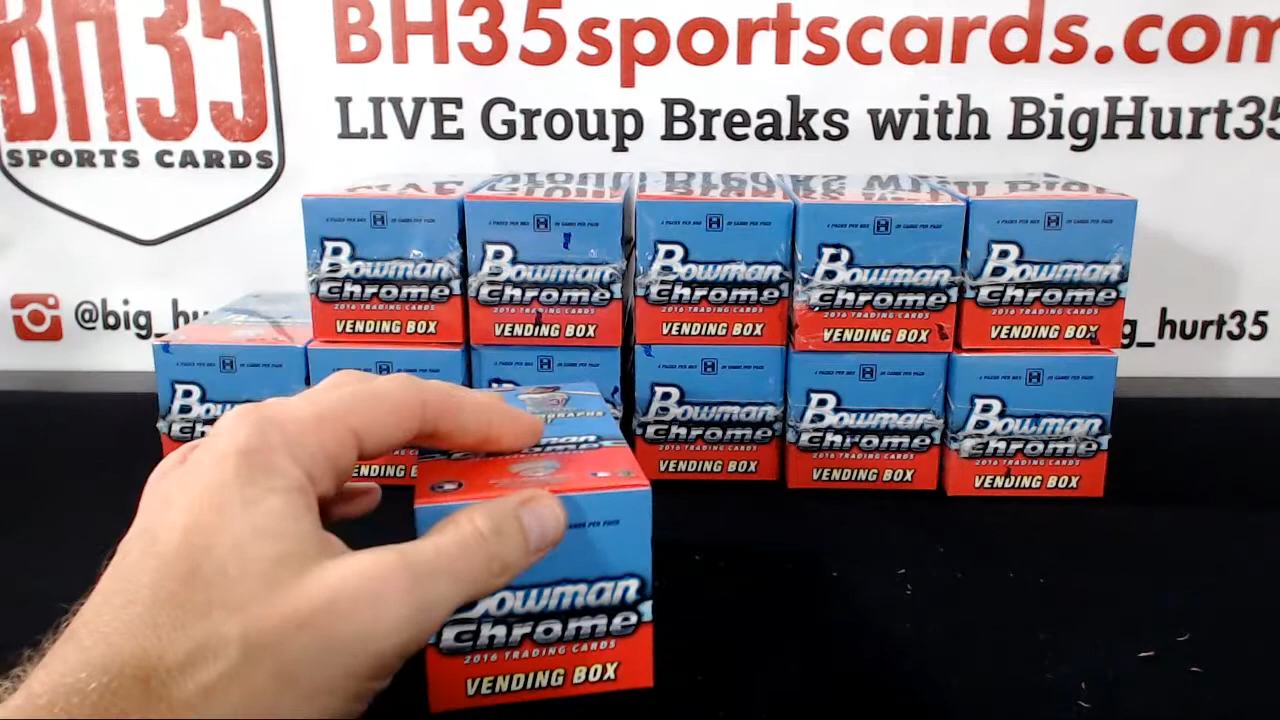 BH35
SPORTS CARDS
BH35sportscards.com
LIVE Group Breaks with BigHurt35
@big_hu
g_hurt35
Bowman
Chrome
2016 TRADING CARDS
VENDING BOX
Bowman
Chrome
2016 TRADING CARDS
VENDING BOX
Bowman
Chrome
2016 TRADING CARDS
VENDING BOX
Bowman
Chrome
2016 TRADING CARDS
VENDING BOX
Bowman
Chrome
2016 TRADING CARDS
VENDING BOX
Bow
ENDING B
Bowman
Chrome
2016 TRADING CARDS
VENDING BOX
Bowman
Chrome
2016 TRADING CARDS
VENDING BOX
Bowman
Chrome
2016 TRADING CARDS
VENDING BOX
Bowman
Chrome
2016 TRADING CARDS
VENDING BOX